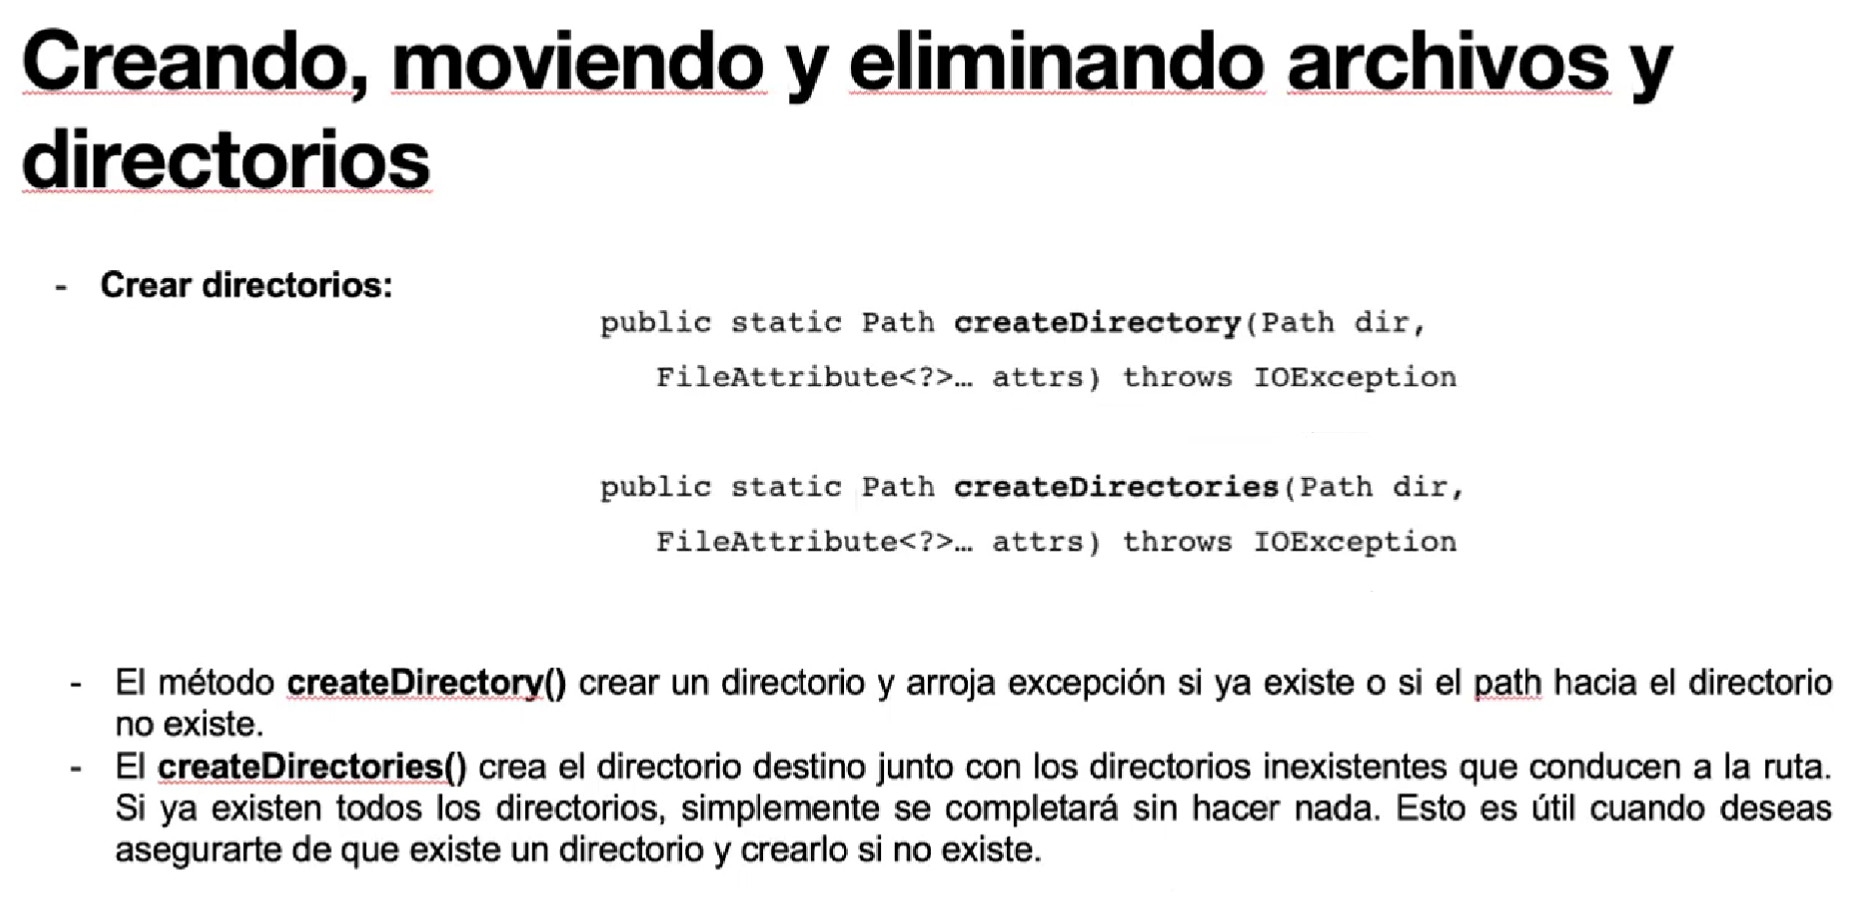 Creando, moviendo y eliminando archivos y
directorios
- Crear directorios:
public static Path createDirectory(Path dir,
FileAttribute<?>… attrs) throws IOException
public static Path createDirectories(Path dir,
FileAttribute<?>… attrs) throws IOException
- El método createDirectory() crear un directorio y arroja excepción si ya existe o si el path hacia el directorio
no existe.
- El createDirectories() crea el directorio destino junto con los directorios inexistentes que conducen a la ruta.
Si ya existen todos los directorios, simplemente se completará sin hacer nada. Esto es útil cuando deseas
asegurarte de que existe un directorio y crearlo si no existe.